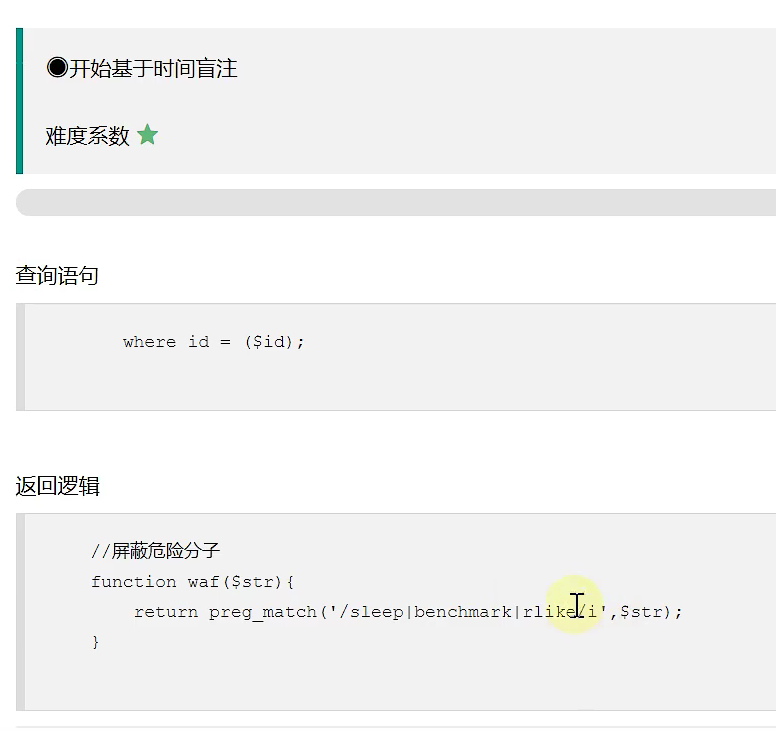 ◉开始基于时间盲注
难度系数 ★
查询语句
where id = ($id);
返回逻辑
//屏蔽危险分子
function waf($str){
return preg_match('/sleep|benchmark|rlike/i',$str);
}